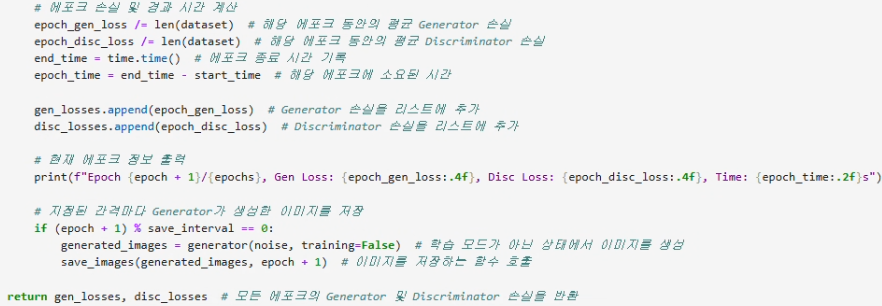 # 에포크 손실 및 경과 시간 계산
epoch_gen_loss /= len(dataset)  # 해당 에포크 동안의 평균 Generator 손실
epoch_disc_loss /= len(dataset)  # 해당 에포크 동안의 평균 Discriminator 손실
end_time = time.time()  # 에포크 종료 시간 기록
epoch_time = end_time - start_time  # 해당 에포크에 소요된 시간
gen_losses.append(epoch_gen_loss)  # Generator 손실을 리스트에 추가
disc_losses.append(epoch_disc_loss)  # Discriminator 손실을 리스트에 추가
# 현재 에포크 정보 출력
print(f"Epoch {epoch + 1}/{epochs}, Gen Loss: {epoch_gen_loss:.4f}, Disc Loss: {epoch_disc_loss:.4f}, Time: {epoch_time:.2f}s")
# 지정된 간격마다 Generator가 생성한 이미지를 저장
if (epoch + 1) % save_interval == 0:
generated_images = generator(noise, training=False)  # 학습 모드가 아닌 상태에서 이미지를 생성
save_images(generated_images, epoch + 1)  # 이미지를 저장하는 함수 호출
return gen_losses, disc_losses  # 모든 에포크의 Generator 및 Discriminator 손실을 반환